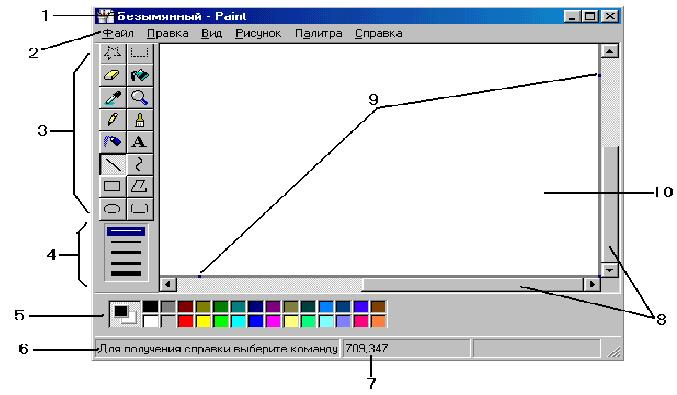 1
Безымянный - Paint
2
Файл Правка Вид Рисунок Палитра Справка
3
A
9
10
4
8
5
6
Для получения справки выберите команду
709,347
7